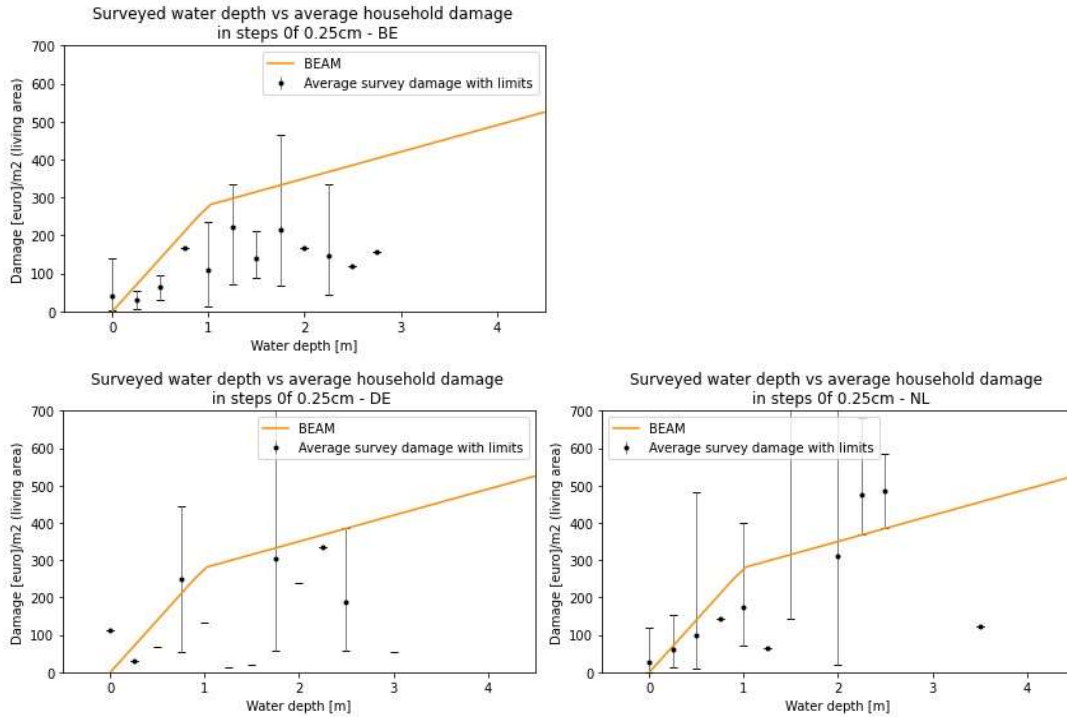 Surveyed water depth vs average household damage
in steps 0f 0.25cm - BE
700
600
500
400
300
200
100
0
Damage [euro]/m2 (living area)
BEAM
Average survey damage with limits
0 1 2 3 4
Water depth [m]
Surveyed water depth vs average household damage
in steps 0f 0.25cm - DE
700
600
500
400
300
200
100
0
Damage [euro]/m2 (living area)
BEAM
Average survey damage with limits
0 1 2 3 4
Water depth [m]
Surveyed water depth vs average household damage
in steps 0f 0.25cm - NL
700
600
500
400
300
200
100
0
Damage [euro]/m2 (living area)
BEAM
Average survey damage with limits
0 1 2 3 4
Water depth [m]